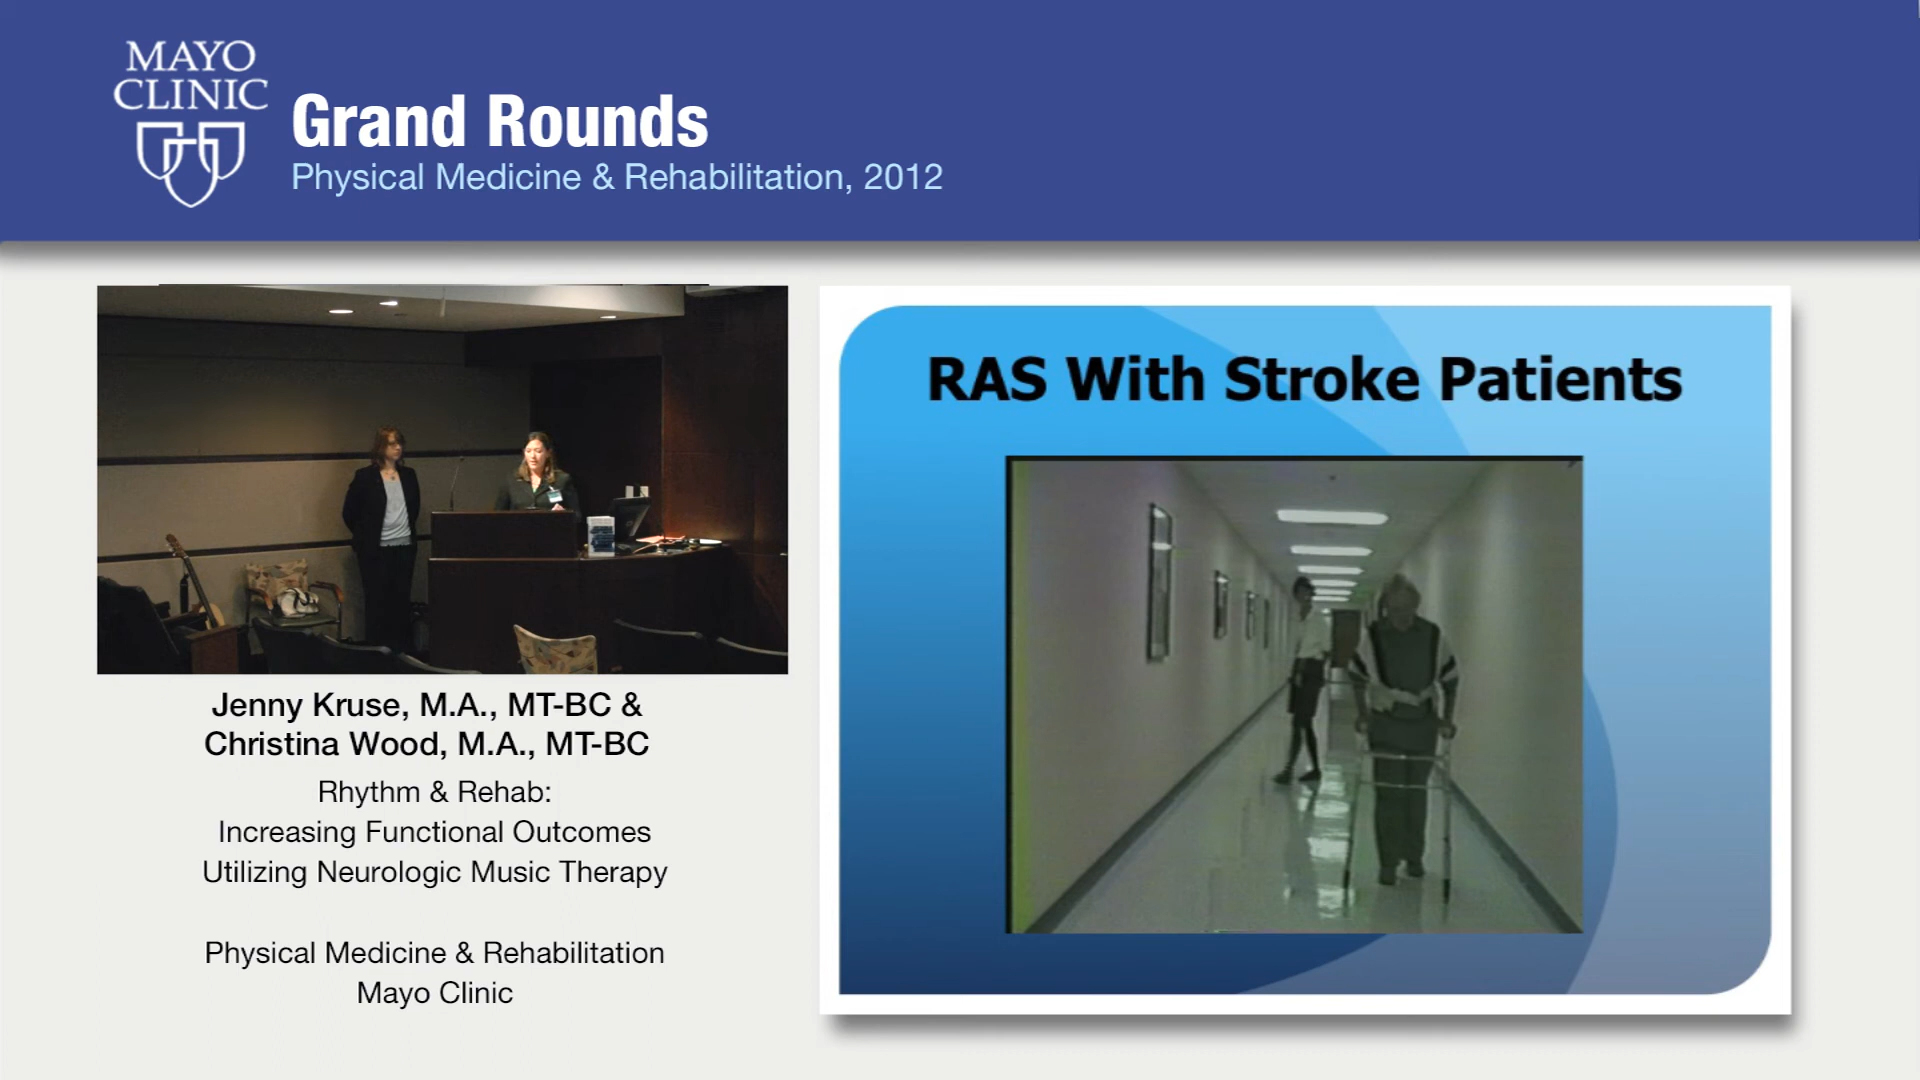 MAYO
CLINIC
Grand Rounds
Physical Medicine & Rehabilitation, 2012
RAS With Stroke Patients
Jenny Kruse, M.A., MT-BC &
Christina Wood, M.A., MT-BC
Rhythm & Rehab:
Increasing Functional Outcomes
Utilizing Neurologic Music Therapy
Physical Medicine & Rehabilitation
Mayo Clinic